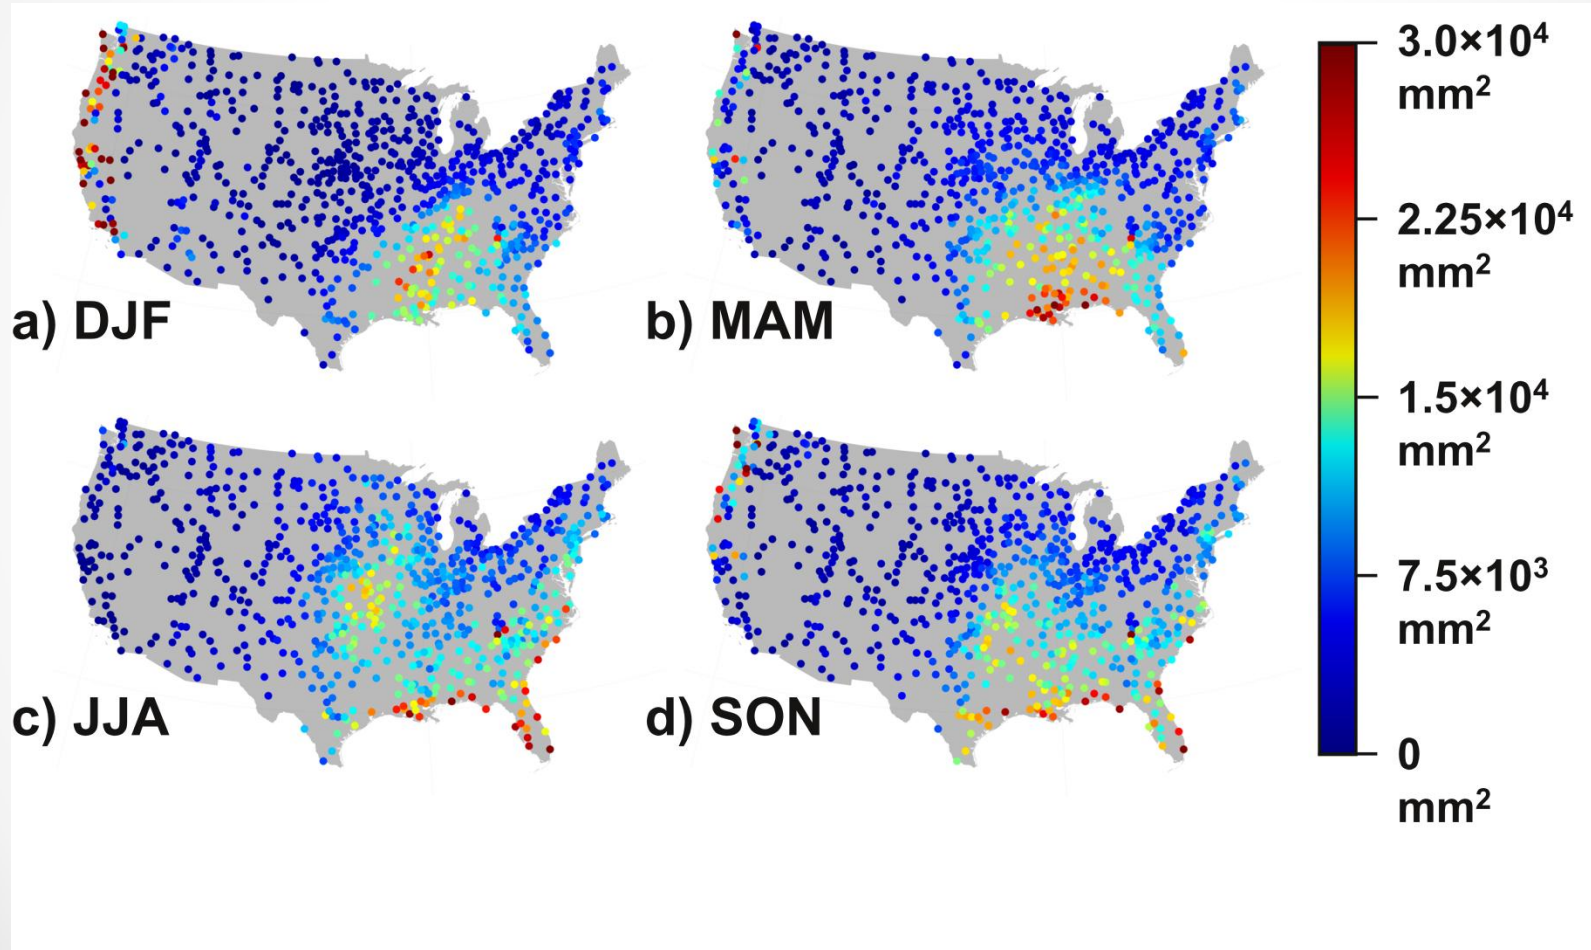 a) DJF
b) MAM
c) JJA
d) SON
3.0×10⁴
mm²
2.25×10⁴
mm²
1.5×10⁴
mm²
7.5×10³
mm²
0
mm²